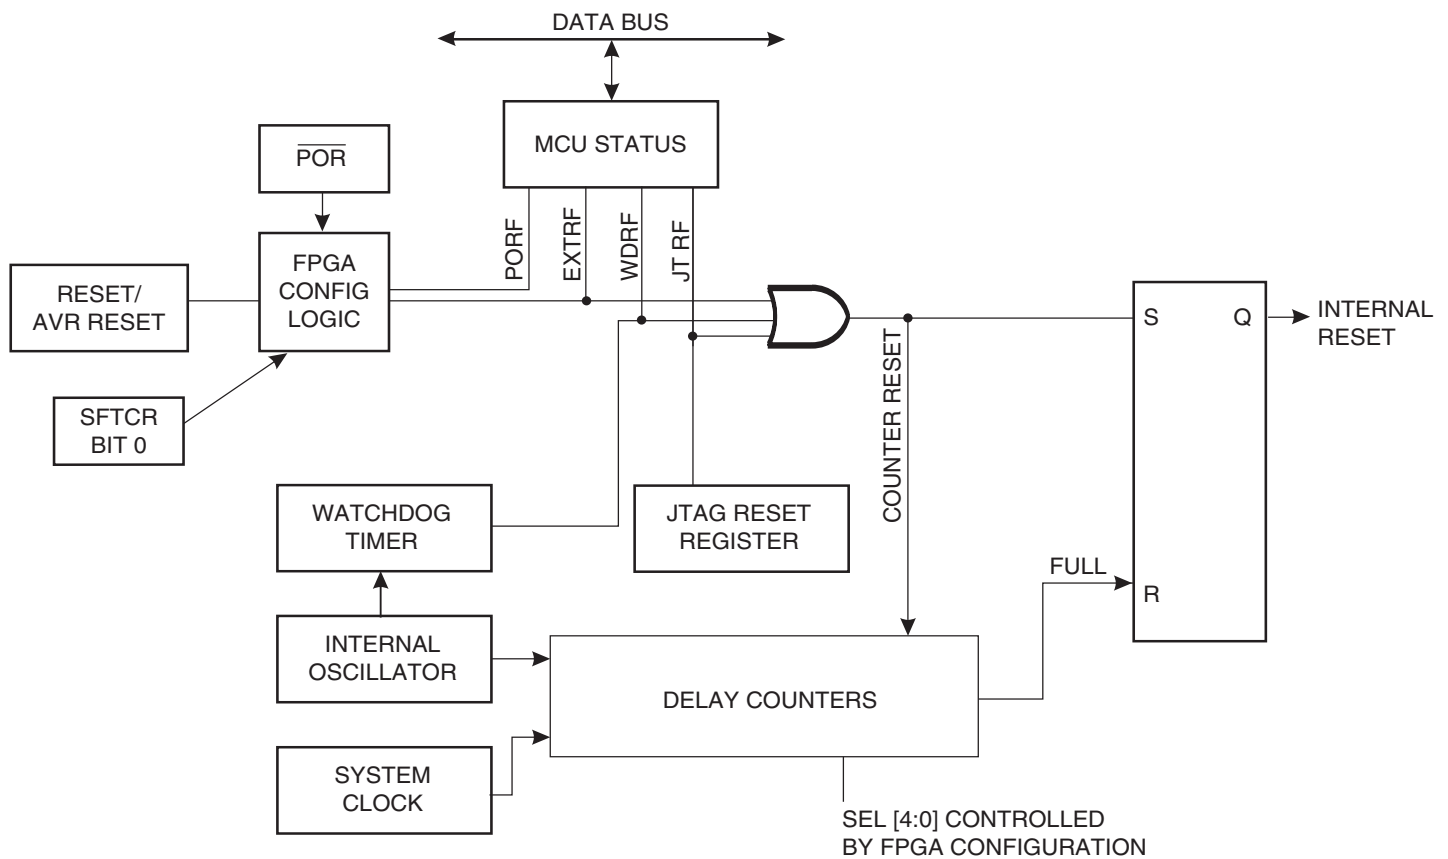 DATA BUS
MCU STATUS
POR
FPGA
CONFIG
LOGIC
RESET/
AVR RESET
SFTCR
BIT 0
PORF
EXTRF
WDRF
JT RF
COUNTER RESET
S
Q
INTERNAL
RESET
WATCHDOG
TIMER
JTAG RESET
REGISTER
FULL
R
INTERNAL
OSCILLATOR
DELAY COUNTERS
SYSTEM
CLOCK
SEL [4:0] CONTROLLED
BY FPGA CONFIGURATION